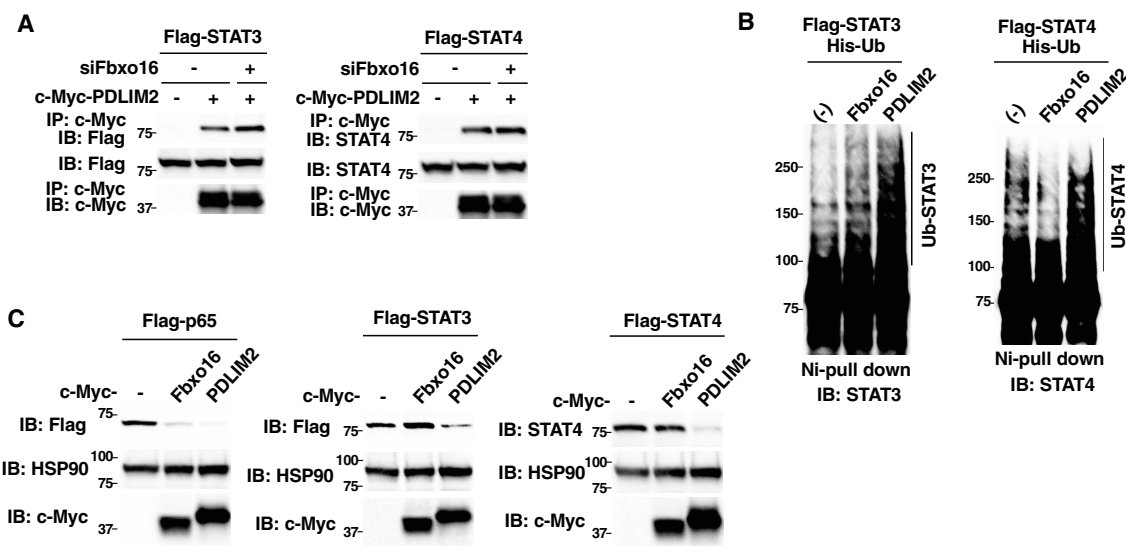 A
Flag-STAT3
siFbxo16 - +
c-Myc-PDLIM2 - + +
IP: c-Myc
IB: Flag 75-
IB: Flag 75-
IP: c-Myc
IB: c-Myc 37-
Flag-STAT4
siFbxo16 - +
c-Myc-PDLIM2 - + +
IP: c-Myc
IB: STAT4 75-
IB: STAT4 75-
IP: c-Myc
IB: c-Myc 37-
B
Flag-STAT3
His-Ub
(-) Fbxo16 PDLIM2
250-
150-
100-
75-
Ub-STAT3
Ni-pull down
IB: STAT3
Flag-STAT4
His-Ub
(-) Fbxo16 PDLIM2
250-
150-
100-
75-
Ub-STAT4
Ni-pull down
IB: STAT4
C
Flag-p65
c-Myc- - Fbxo16 PDLIM2
75-
IB: Flag
100-
IB: HSP90
75-
IB: c-Myc
37-
Flag-STAT3
c-Myc- - Fbxo16 PDLIM2
IB: Flag 75-
100-
IB: HSP90
75-
IB: c-Myc
37-
Flag-STAT4
c-Myc- - Fbxo16 PDLIM2
IB: STAT4 75-
100-
IB: HSP90
75-
IB: c-Myc
37-